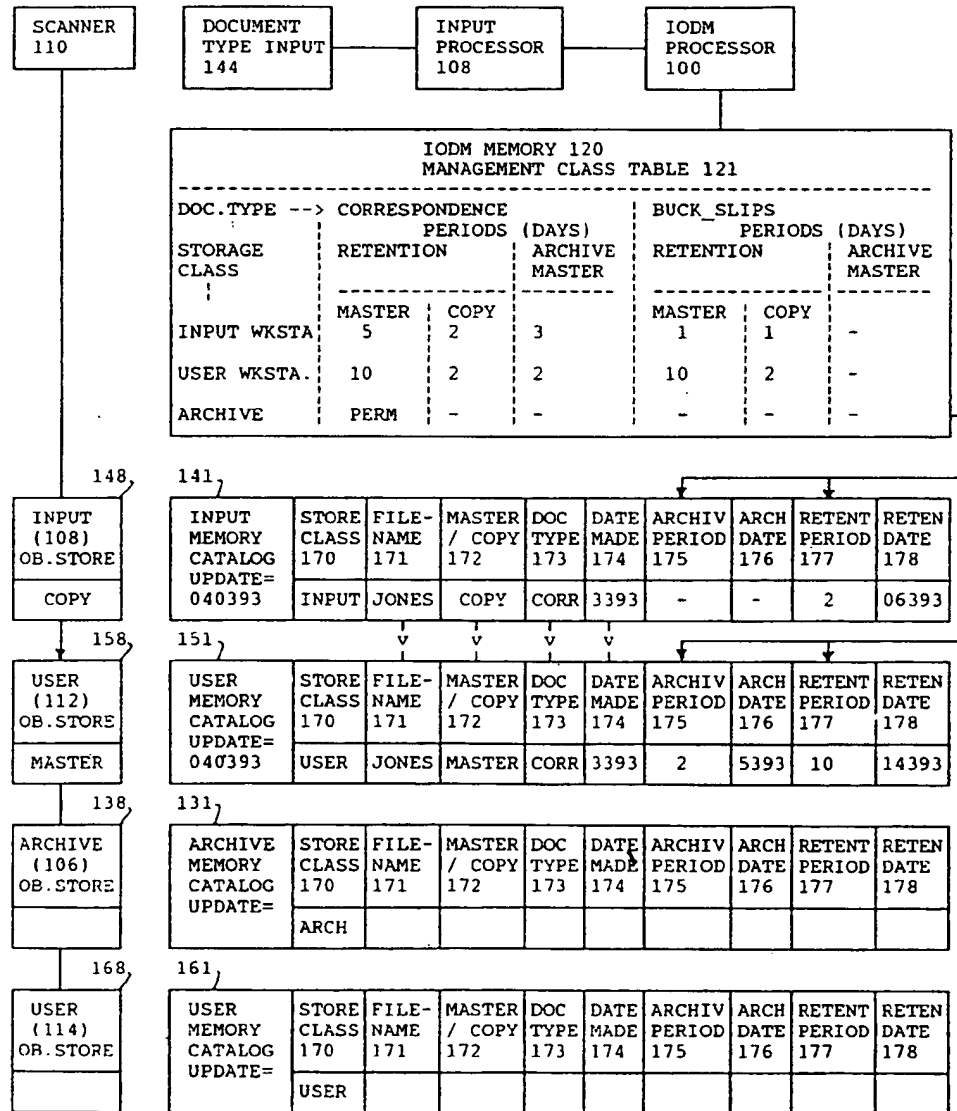 SCANNER
110
DOCUMENT
TYPE INPUT
144
INPUT
PROCESSOR
108
IODM
PROCESSOR
100
IODM MEMORY 120
MANAGEMENT CLASS TABLE 121
DOC.TYPE --> CORRESPONDENCE BUCK_SLIPS
PERIODS (DAYS) PERIODS (DAYS)
STORAGE RETENTION ARCHIVE RETENTION ARCHIVE
CLASS MASTER MASTER
MASTER COPY MASTER COPY
INPUT WKSTA 5 2 3 1 1 -
USER WKSTA. 10 2 2 10 2 -
ARCHIVE PERM - - - - -
148
INPUT
(108)
OB.STORE
COPY
141
INPUT STORE FILE- MASTER DOC DATE ARCHIV ARCH RETENT RETEN
MEMORY CLASS NAME / COPY TYPE MADE PERIOD DATE PERIOD DATE
CATALOG 170 171 172 173 174 175 176 177 178
UPDATE=
040393 INPUT JONES COPY CORR 3393 - - 2 06393
v v v v
158
USER
(112)
OB.STORE
MASTER
151
USER STORE FILE- MASTER DOC DATE ARCHIV ARCH RETENT RETEN
MEMORY CLASS NAME / COPY TYPE MADE PERIOD DATE PERIOD DATE
CATALOG 170 171 172 173 174 175 176 177 178
UPDATE=
040393 USER JONES MASTER CORR 3393 2 5393 10 14393
138
ARCHIVE
(106)
OB.STORE
131
ARCHIVE STORE FILE- MASTER DOC DATE ARCHIV ARCH RETENT RETEN
MEMORY CLASS NAME / COPY TYPE MADE PERIOD DATE PERIOD DATE
CATALOG 170 171 172 173 174 175 176 177 178
UPDATE=
ARCH
168
USER
(114)
OB.STORE
161
USER STORE FILE- MASTER DOC DATE ARCHIV ARCH RETENT RETEN
MEMORY CLASS NAME / COPY TYPE MADE PERIOD DATE PERIOD DATE
CATALOG 170 171 172 173 174 175 176 177 178
UPDATE=
USER